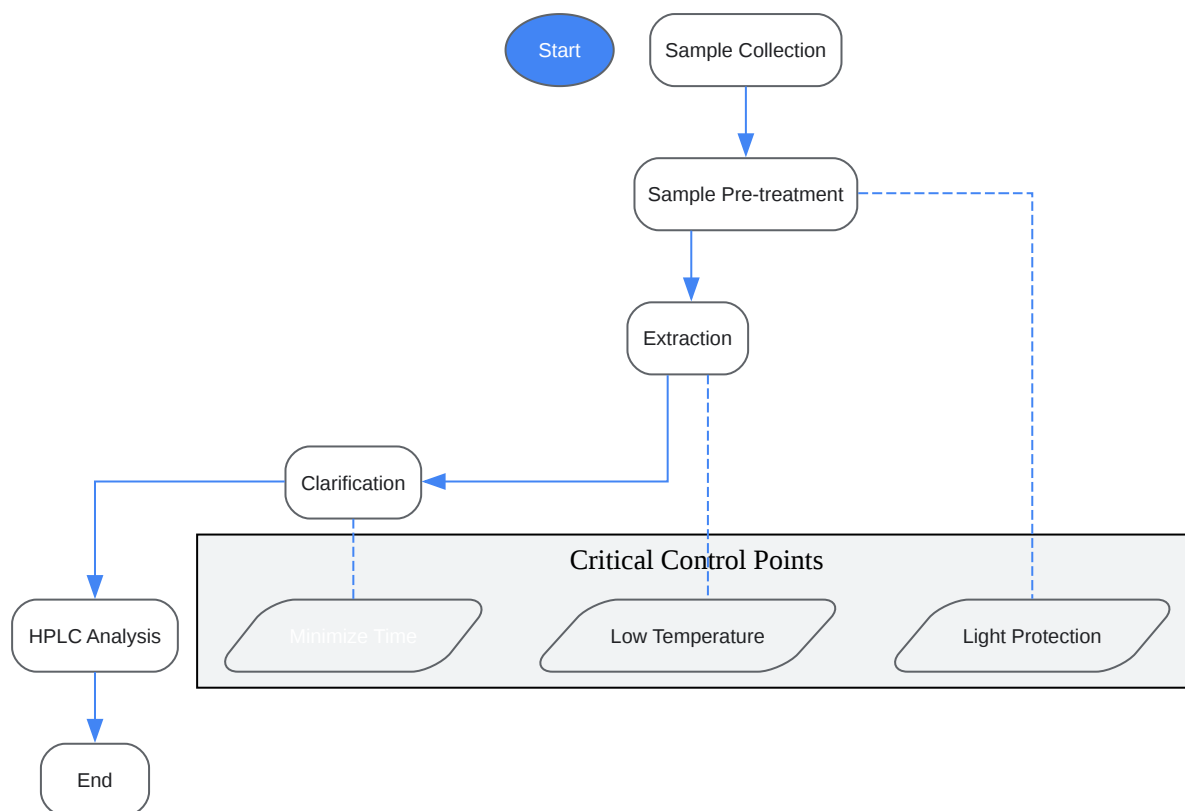 Start
Sample Collection
Sample Pre-treatment
Extraction
Clarification
Critical Control Points
HPLC Analysis
Minimize Time
Low Temperature
Light Protection
End